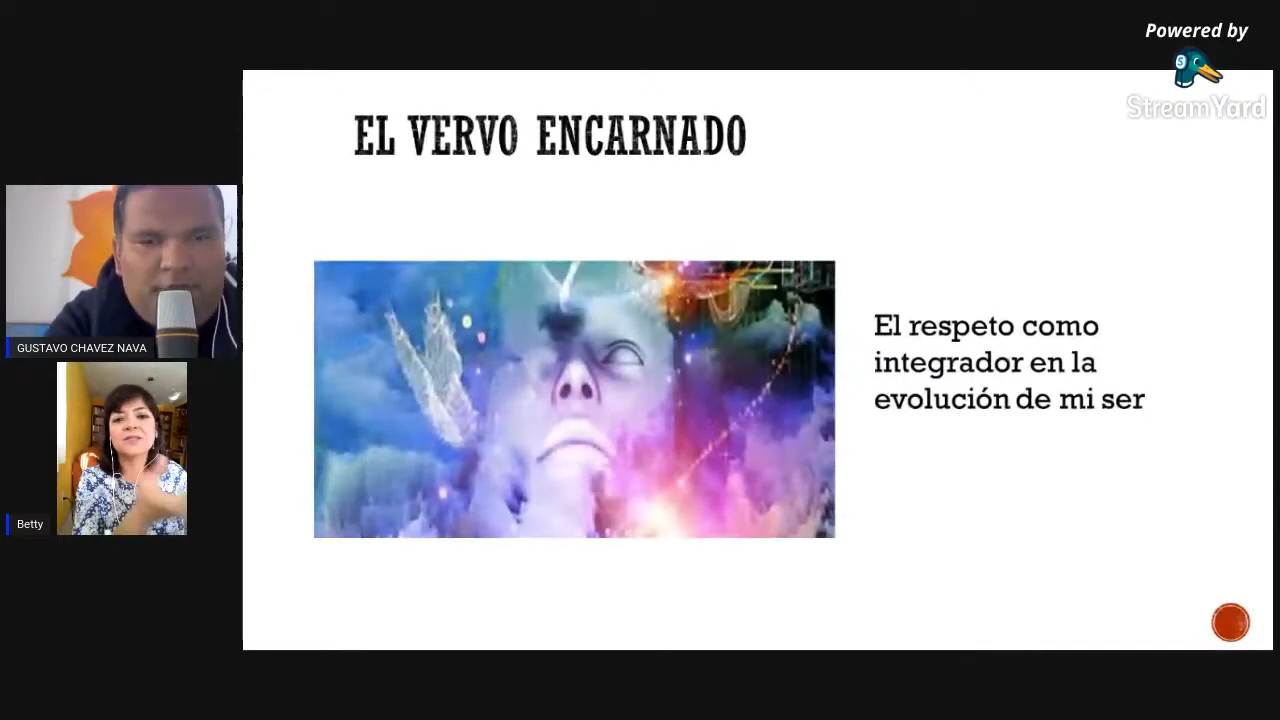 Powered by
StreamYard
EL VERVO ENCARNADO
GUSTAVO CHAVEZ NAVA
El respeto como
integrador en la
evolución de mi ser
Betty